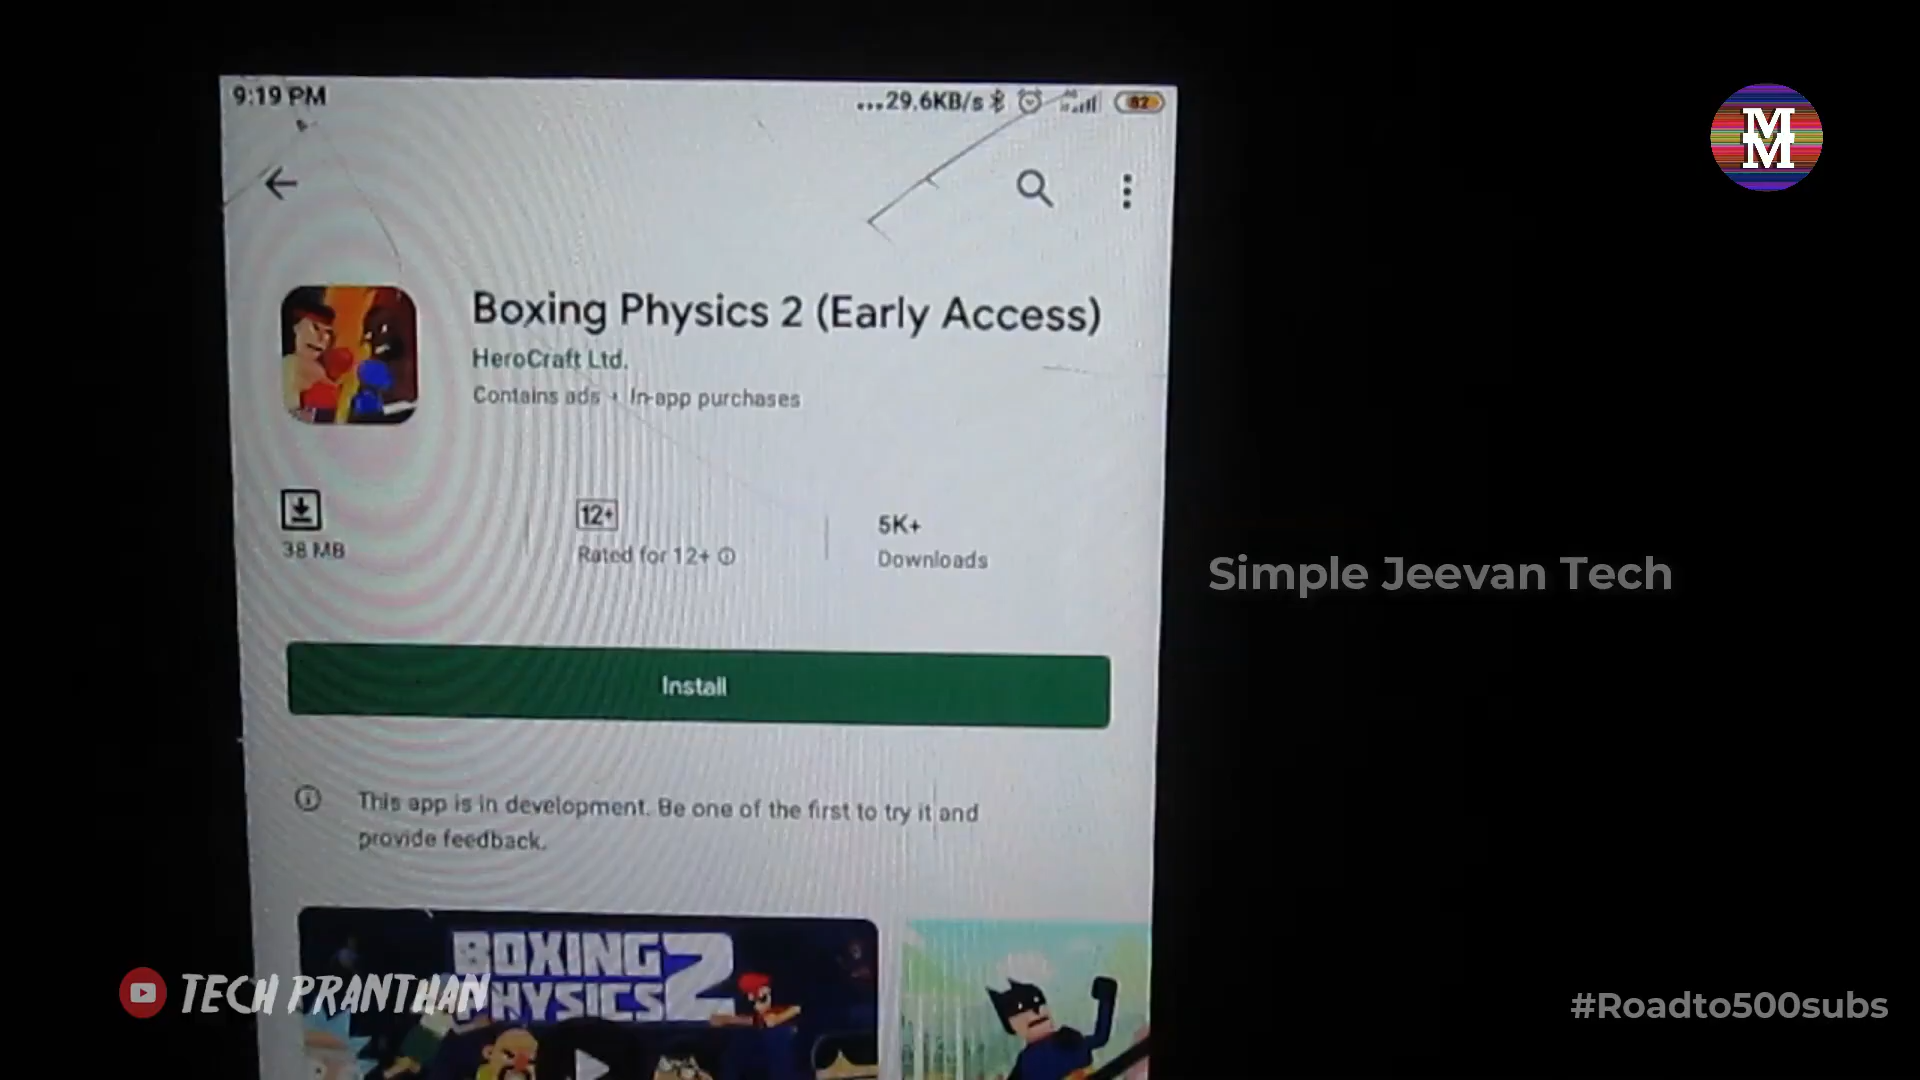 9:19 PM
...29.6KB/s
82
M
M
Boxing Physics 2 (Early Access)
HeroCraft Ltd.
Contains ads • In-app purchases
12+
5K+
38 MB
Rated for 12+
Downloads
Simple Jeevan Tech
Install
This app is in development. Be one of the first to try it and
provide feedback.
BOXING
PHYSICS 2
TECH PRANTHAN
#Roadto500subs